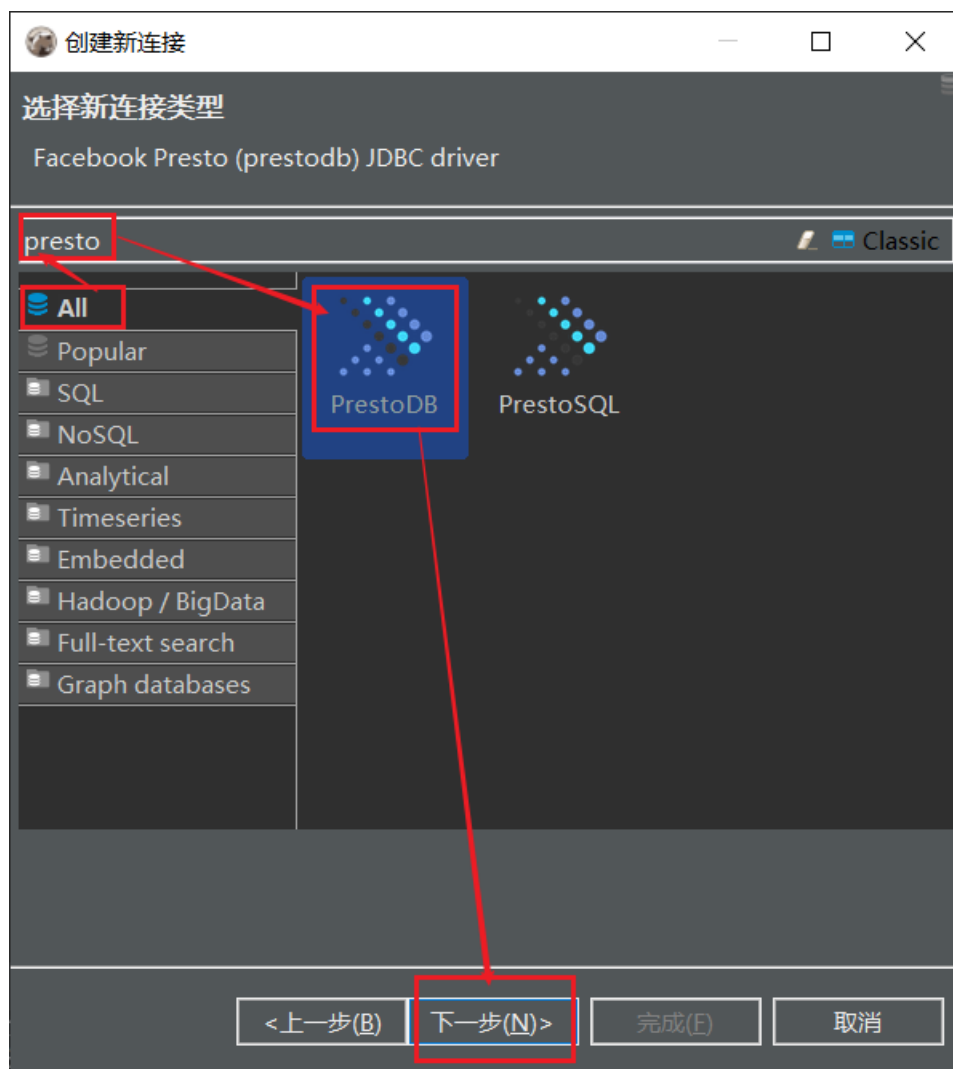 创建新连接
选择新连接类型
Facebook Presto (prestodb) JDBC driver
presto
Classic
All
Popular
SQL
NoSQL
Analytical
Timeseries
Embedded
Hadoop / BigData
Full-text search
Graph databases
PrestoDB
PrestoSQL
<上一步(B)
下一步(N)>
完成(F)
取消